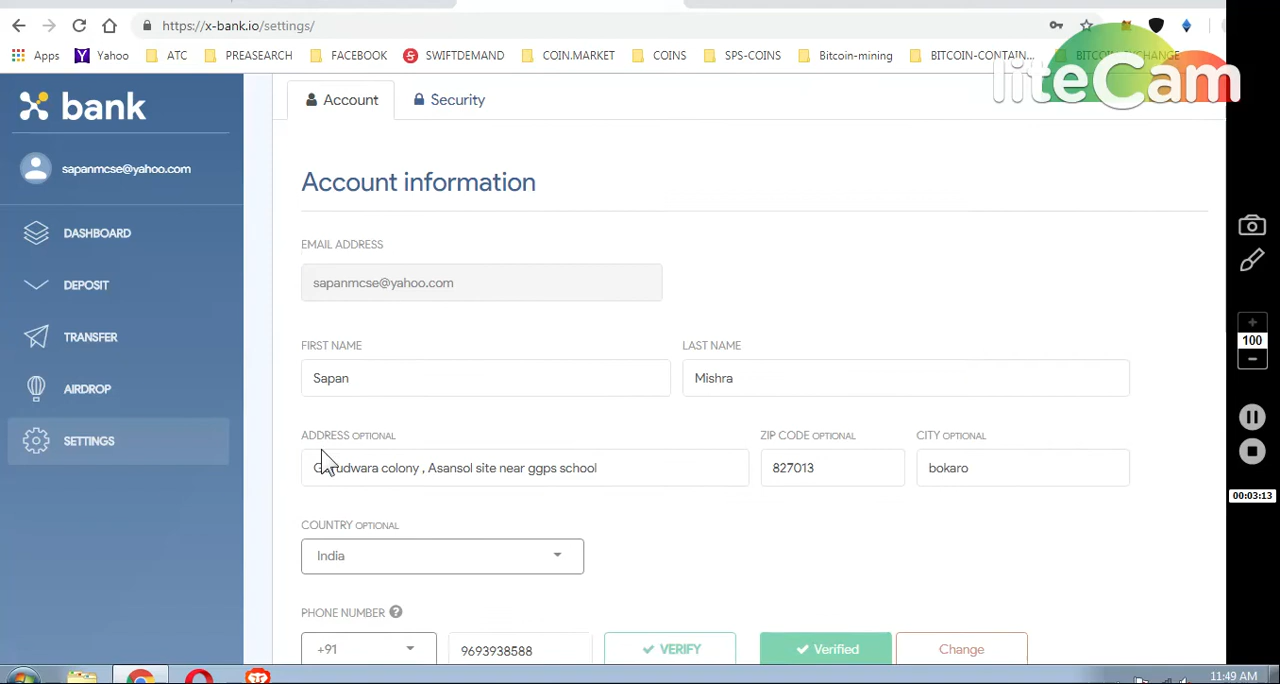 https://x-bank.io/settings/
Apps Yahoo ATC PREASEARCH FACEBOOK SWIFTDEMAND COIN.MARKET COINS SPS-COINS Bitcoin-mining BITCOIN-CONTAIN... BITCOIN-EXCHANGE
liteCam
bank
Account Security
sapanmcse@yahoo.com
Account information
DASHBOARD
EMAIL ADDRESS
DEPOSIT
sapanmcse@yahoo.com
TRANSFER
FIRST NAME LAST NAME
100
AIRDROP
Sapan Mishra
SETTINGS
ADDRESS OPTIONAL ZIP CODE OPTIONAL CITY OPTIONAL
colony , Asansol site near ggps school 827013 bokaro
00:03:13
COUNTRY OPTIONAL
India
PHONE NUMBER ?
+91 9693938588 VERIFY Verified Change
11:49 AM